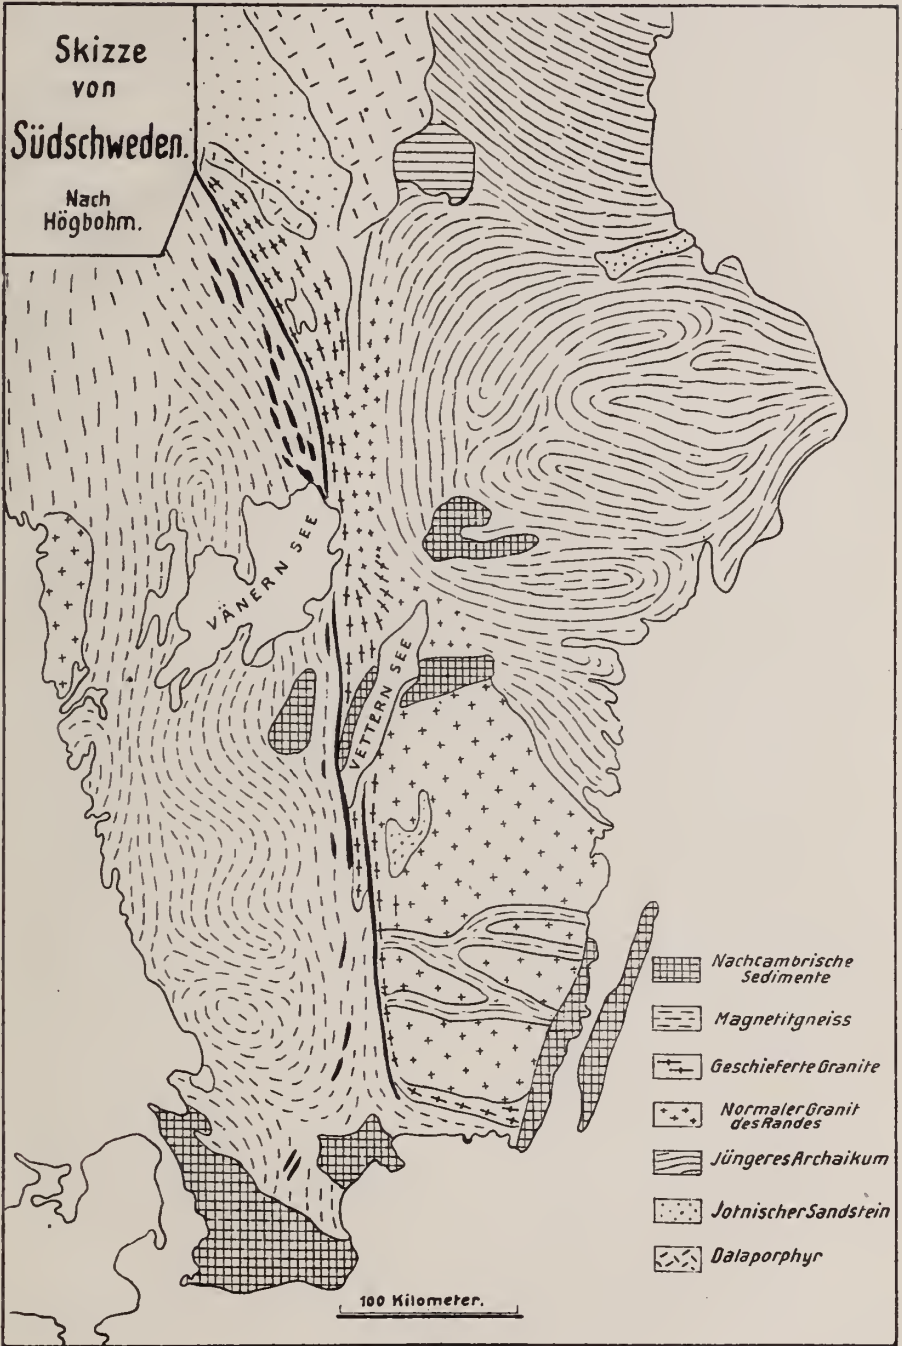 Skizze
von
Südschweden.
Nach
Högbohm.
VÄNERN SEE
VETTERN SEE
Nachcambrische
Sedimente
Magnetitgneiss
Geschieferte Granite
Normaler Granit
des Randes
Jüngeres Archaikum
Jotnischer Sandstein
Dalaporphyr
100 Kilometer.